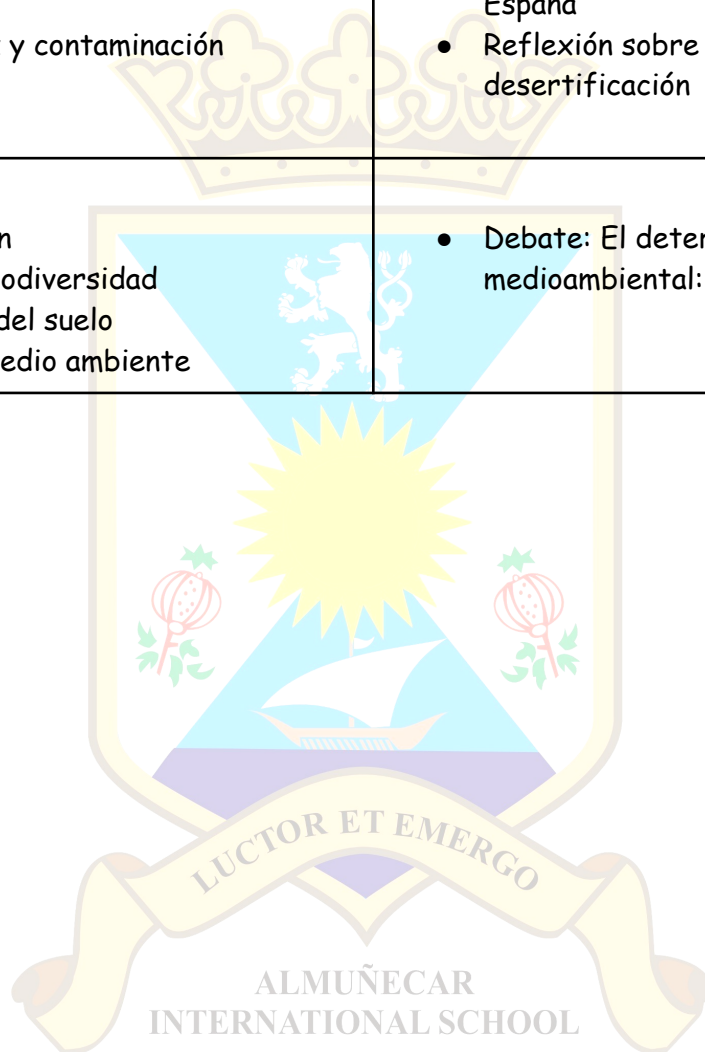 España
y contaminación
● Reflexión sobre
desertificación
n
odiversidad
del suelo
edio ambiente
● Debate: El deter
medioambiental:
LUCTOR ET EMERGO
ALMUÑECAR
INTERNATIONAL SCHOOL